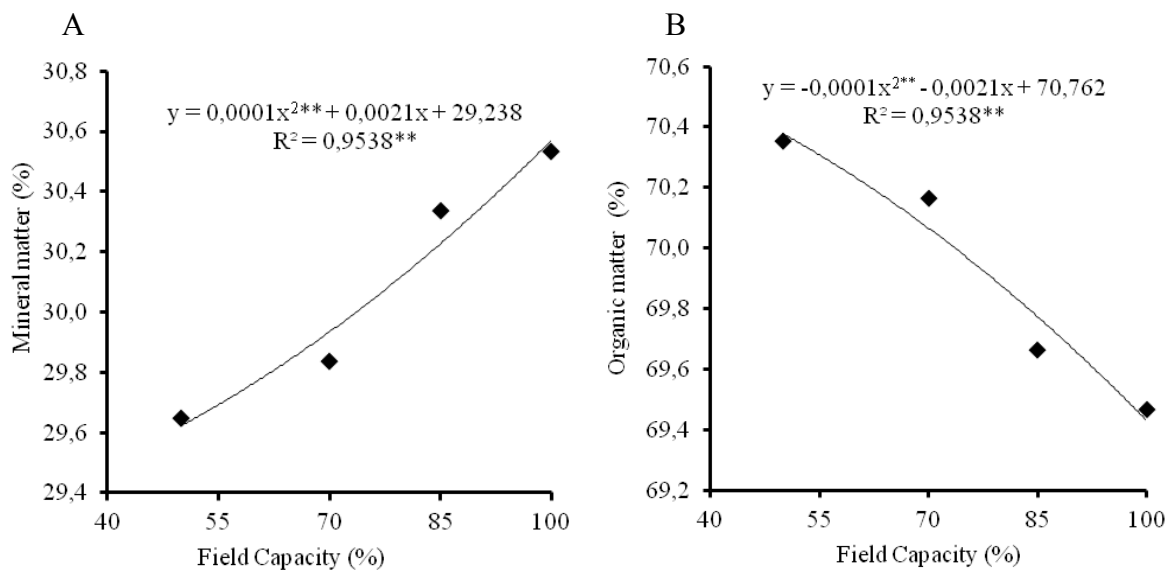 A
30,8
30,6
30,4
30,2
30,0
29,8
29,6
29,4
Mineral matter (%)
y = 0,0001x²** + 0,0021x + 29,238
R² = 0,9538**
40 55 70 85 100
Field Capacity (%)
B
70,6
70,4
70,2
70,0
69,8
69,6
69,4
69,2
Organic matter (%)
y = -0,0001x²** - 0,0021x + 70,762
R² = 0,9538**
40 55 70 85 100
Field Capacity (%)